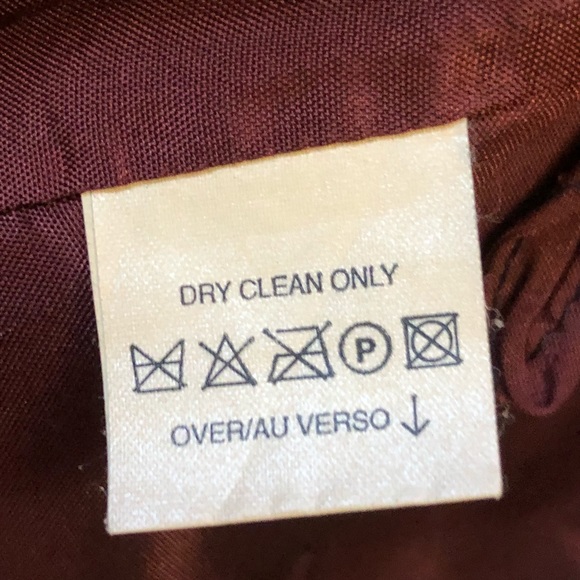 DRY CLEAN ONLY
P
OVER/AU VERSO ↓